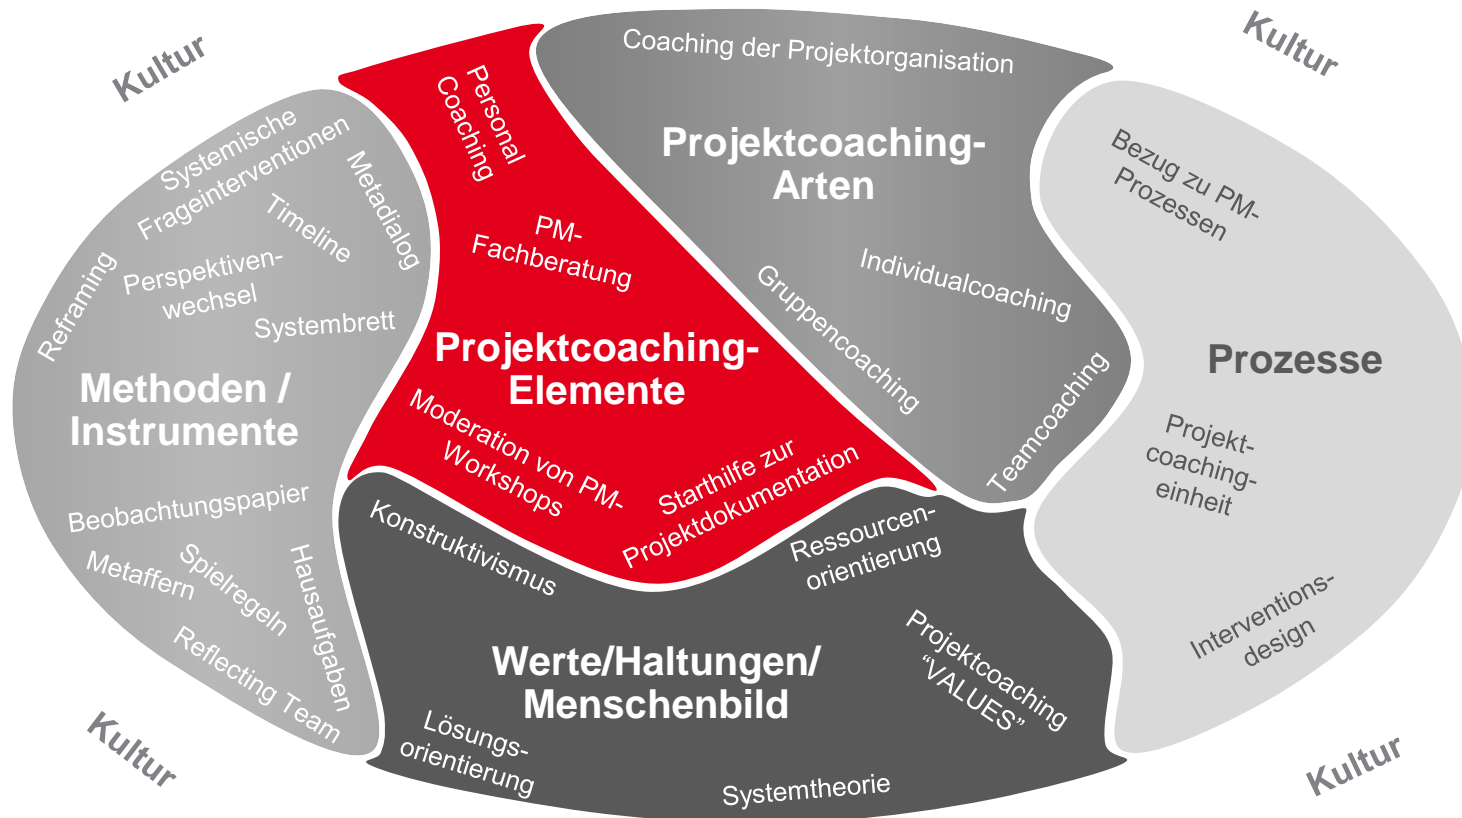 Kultur
Kultur
Systemische
Frageinterventionen
Metadialog
Timeline
Reframing
Perspektiven-
wechsel
Systembrett
Methoden /
Instrumente
Beobachtungspapier
Metaffern
Spielregeln
Hausaufgaben
Reflecting Team
Personal
Coaching
PM-
Fachberatung
Projektcoaching-
Elemente
Moderation von PM-
Workshops
Starthilfe zur
Projektdokumentation
Coaching der Projektorganisation
Projektcoaching-
Arten
Individualcoaching
Gruppencoaching
Teamcoaching
Bezug zu PM-
Prozessen
Prozesse
Projekt-
coaching-
einheit
Interventions-
design
Konstruktivismus
Ressourcen-
orientierung
Werte/Haltungen/
Menschenbild
Projektcoaching
“VALUES”
Lösungs-
orientierung
Systemtheorie
Kultur
Kultur